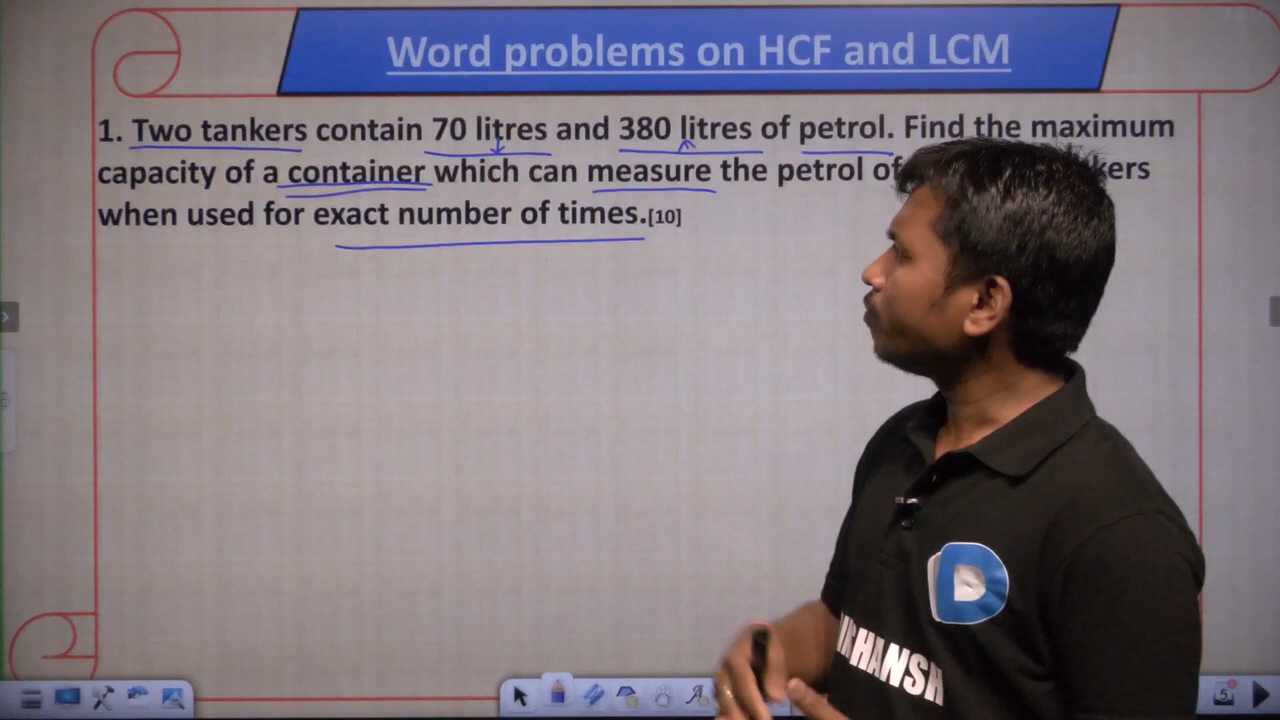 Word problems on HCF and LCM
1. Two tankers contain 70 litres and 380 litres of petrol. Find the maximum
capacity of a container which can measure the petrol of
when used for exact number of times.[10]
D
5